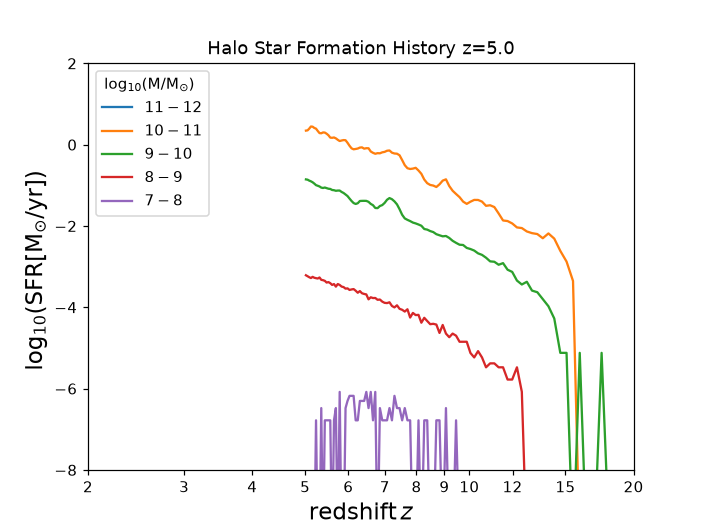 Halo Star Formation History z=5.0
log₁₀(SFR[M☉/yr])
2
0
−2
−4
−6
−8
log₁₀(M/M☉)
11 − 12
10 − 11
9 − 10
8 − 9
7 − 8
2 3 4 5 6 7 8 9 10 12 15 20
redshift z